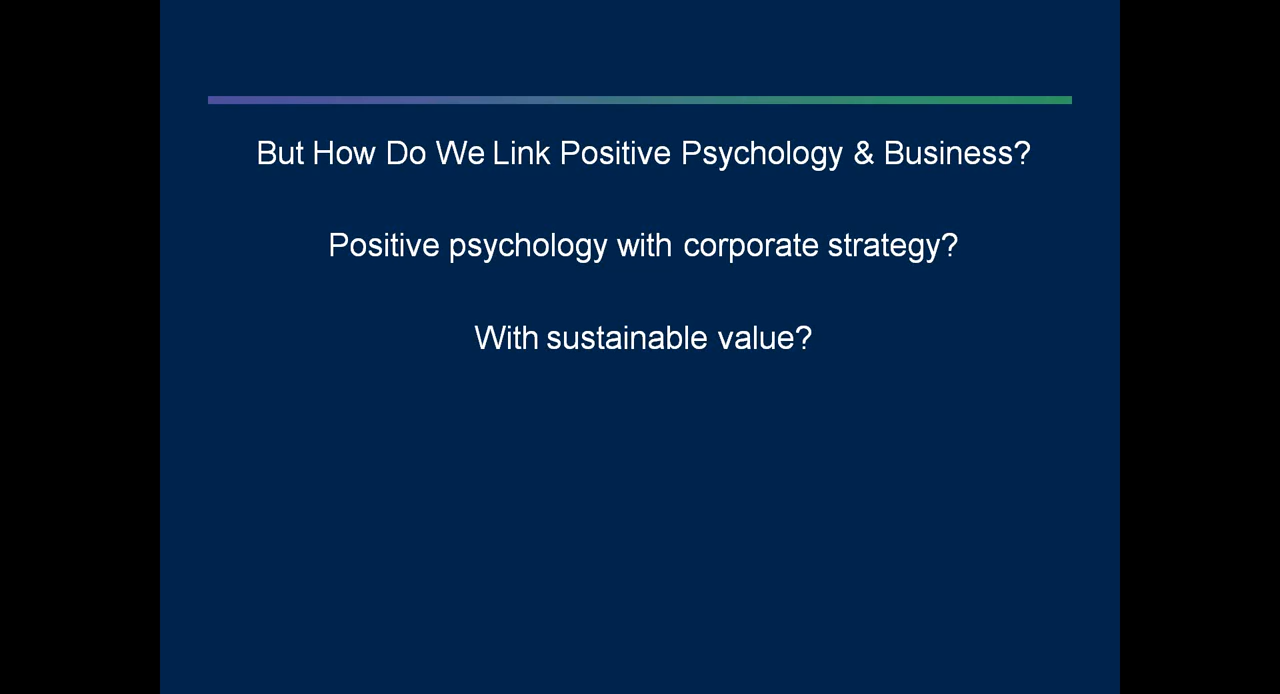 But How Do We Link Positive Psychology & Business?
Positive psychology with corporate strategy?
With sustainable value?